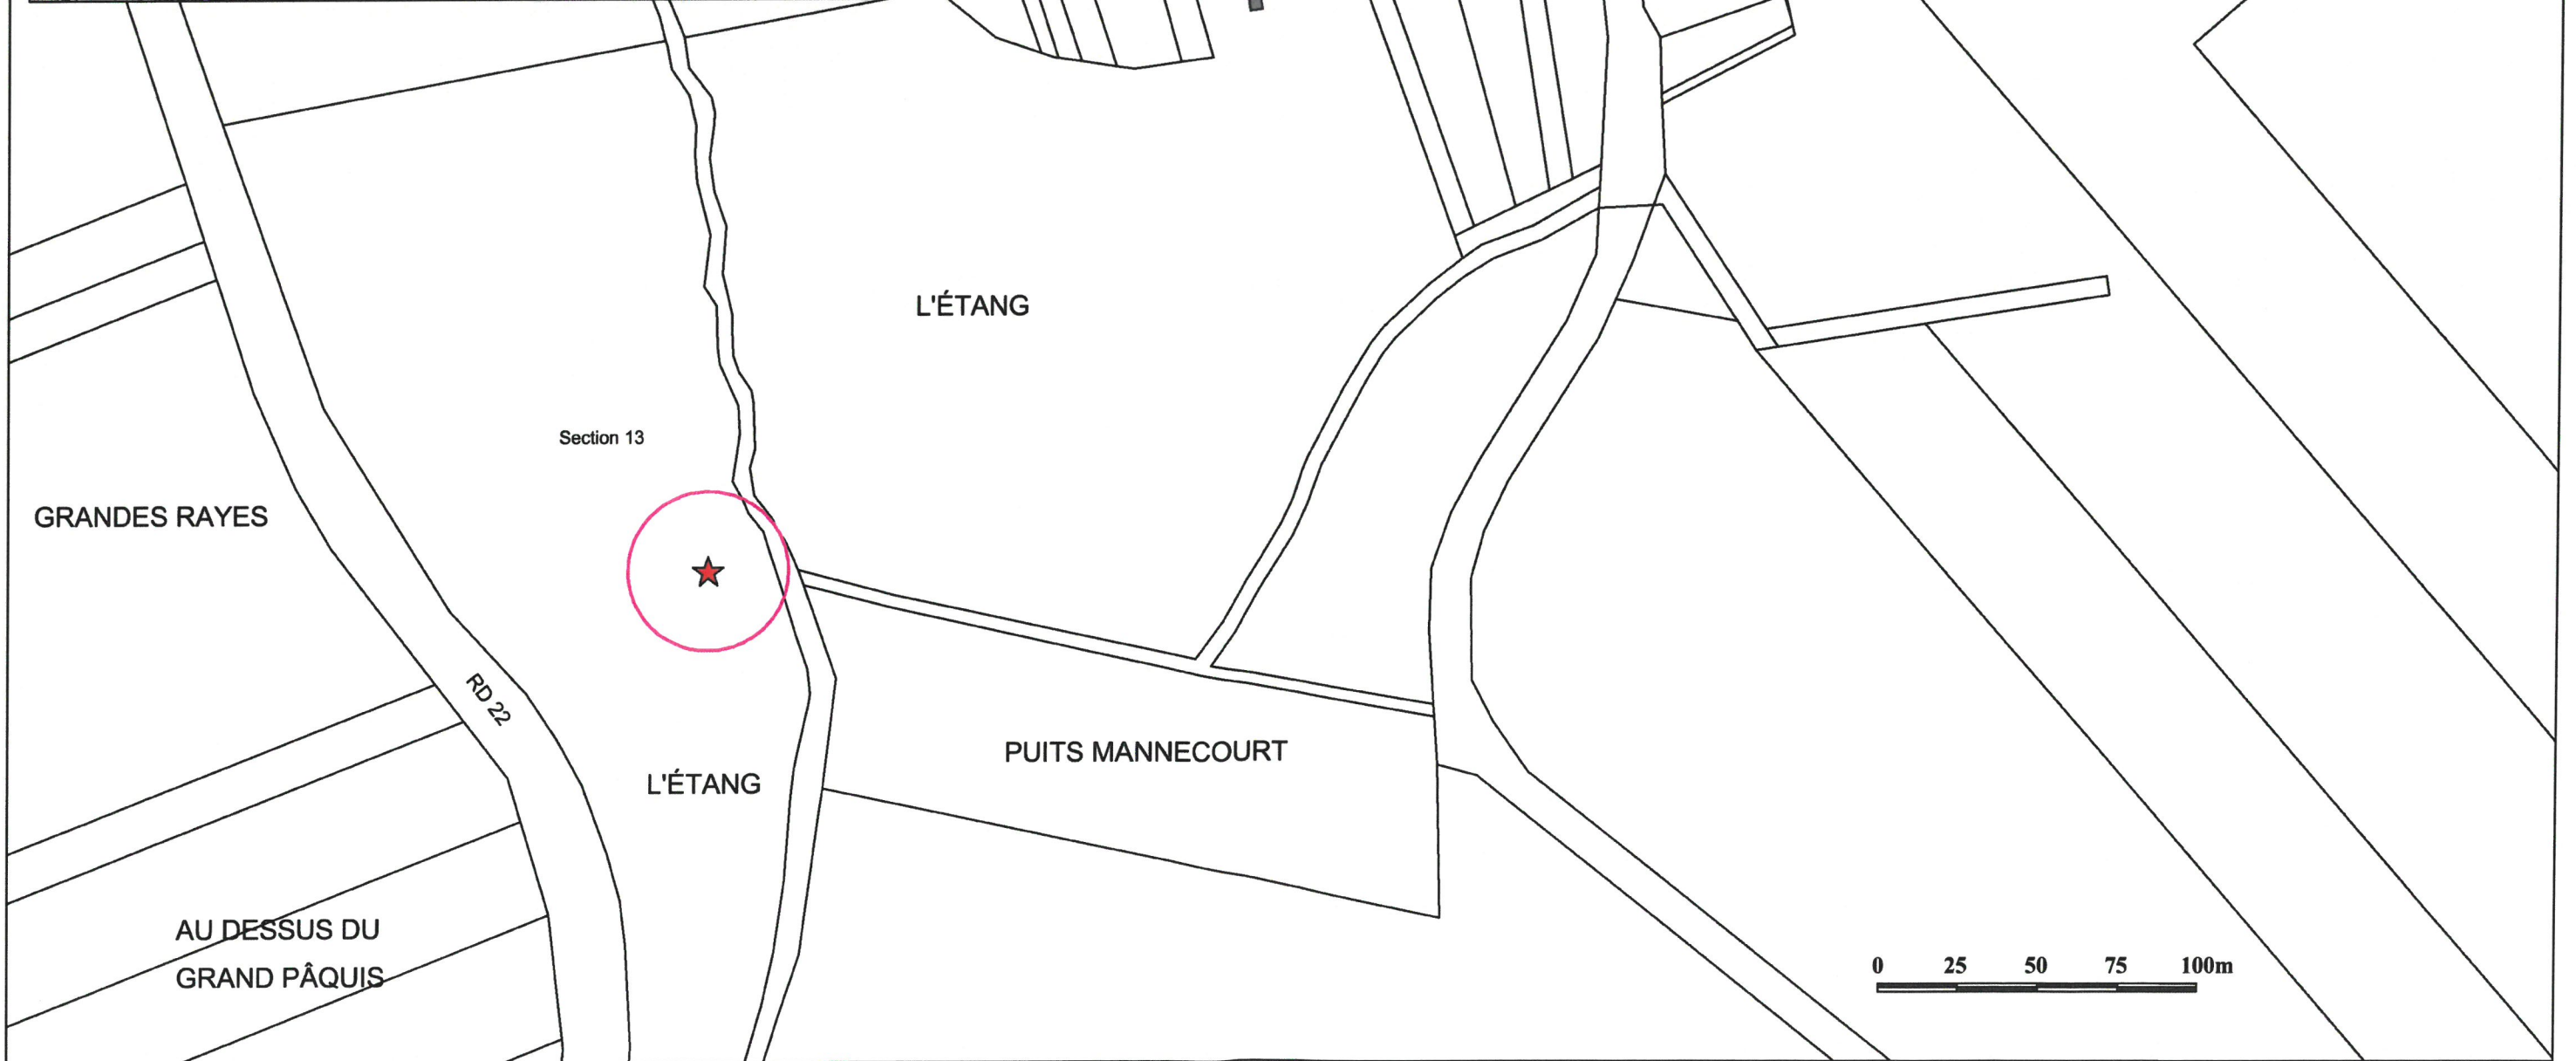 L'ÉTANG
Section 13
GRANDES RAYES
RD 22
PUITS MANNECOURT
L'ÉTANG
AU DESSUS DU
GRAND PÂQUIS
0 25 50 75 100m